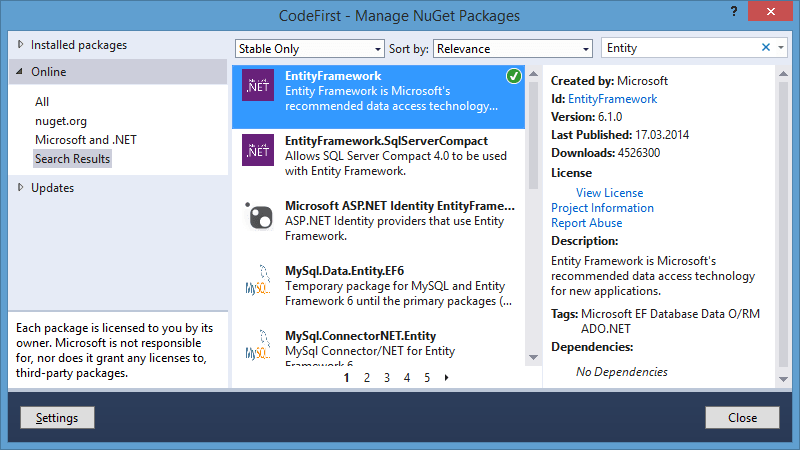 CodeFirst - Manage NuGet Packages
?
Installed packages
Online
All
nuget.org
Microsoft and .NET
Search Results
Updates
Each package is licensed to you by its
owner. Microsoft is not responsible
for, nor does it grant any licenses to,
third-party packages.
Stable Only
Sort by: Relevance
Entity
.NET
EntityFramework
Entity Framework is Microsoft's
recommended data access technology...
.NET
EntityFramework.SqlServerCompact
Allows SQL Server Compact 4.0 to be used
with Entity Framework.
Microsoft ASP.NET Identity EntityFrame...
ASP.NET Identity providers that use Entity
Framework.
MySQL
MySql.Data.Entity.EF6
Temporary package for MySQL and Entity
Framework 6 until the primary packages (...
MySQL
MySql.ConnectorNET.Entity
MySql Connector/NET for Entity
Framework 6
1 2 3 4 5
Created by: Microsoft
Id: EntityFramework
Version: 6.1.0
Last Published: 17.03.2014
Downloads: 4526300
License
View License
Project Information
Report Abuse
Description:
Entity Framework is Microsoft's
recommended data access technology
for new applications.
Tags: Microsoft EF Database Data O/RM
ADO.NET
Dependencies:
No Dependencies
Settings
Close